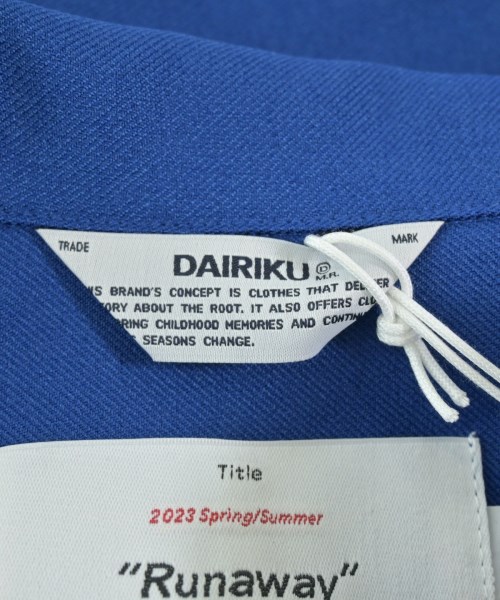 TRADE MARK
DAIRIKU Ⓓ
M.R.
BRAND'S CONCEPT IS CLOTHES THAT
ABOUT THE ROOT. IT ALSO OFFERS
CHILDHOOD MEMORIES AND
SEASONS CHANGE.
Title
2023 Spring/Summer
"Runaway"